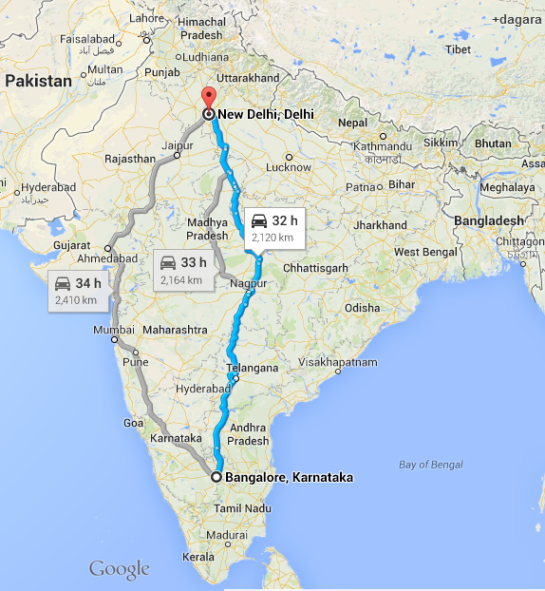 Lahore
Himachal
Pradesh
+dagara
Faisalabad
فیصل آباد
Ludhiana
Tibet
Multan
ملتان
Punjab
Uttarakhand
Pakistan
New Delhi, Delhi
Nepal
Jaipur
Kathmandu
काठमाडौं
Sikkim
Bhutan
Rajasthan
Lucknow
Assa
Hyderabad
حیدرآباد
Patna
Bihar
Meghalaya
32 h
2,120 km
Madhya
Pradesh
Jharkhand
Bangladesh
Gujarat
Ahmedabad
West Bengal
Chittagong
33 h
2,164 km
Chhattisgarh
34 h
2,410 km
Nagpur
Odisha
Mumbai
Maharashtra
Pune
Telangana
Visakhapatnam
Hyderabad
Goa
Andhra
Pradesh
Karnataka
Bay of Bengal
Bangalore, Karnataka
Tamil Nadu
Madurai
Kerala
Google